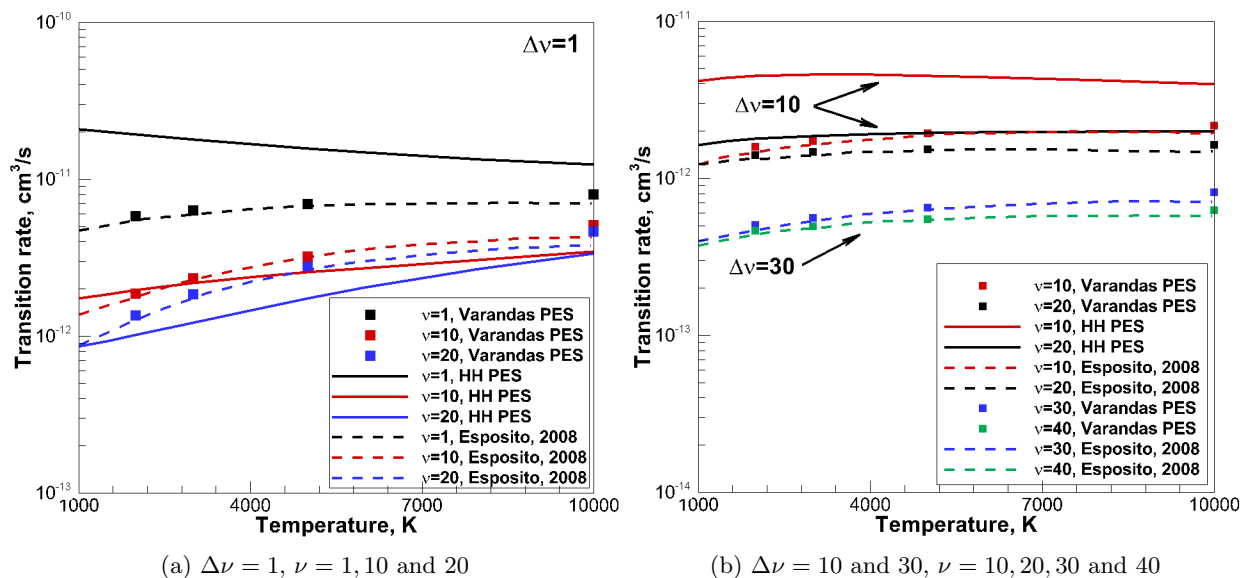 10⁻¹⁰
10⁻¹¹
10⁻¹²
10⁻¹³
Transition rate, cm³/s
Δν=1
ν=1, Varandas PES
ν=10, Varandas PES
ν=20, Varandas PES
ν=1, HH PES
ν=10, HH PES
ν=20, HH PES
ν=1, Esposito, 2008
ν=10, Esposito, 2008
ν=20, Esposito, 2008
1000 4000 7000 10000
Temperature, K
(a) Δν = 1, ν = 1, 10 and 20
10⁻¹¹
10⁻¹²
10⁻¹³
10⁻¹⁴
Transition rate, cm³/s
Δν=10
Δν=30
ν=10, Varandas PES
ν=20, Varandas PES
ν=10, HH PES
ν=20, HH PES
ν=10, Esposito, 2008
ν=20, Esposito, 2008
ν=30, Varandas PES
ν=40, Varandas PES
ν=30, Esposito, 2008
ν=40, Esposito, 2008
1000 4000 7000 10000
Temperature, K
(b) Δν = 10 and 30, ν = 10, 20, 30 and 40